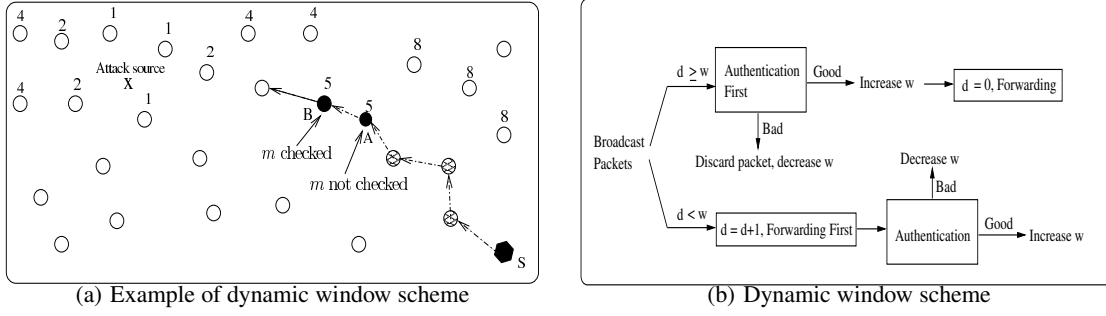 4
2
1
1
2
4
4
8
8
8
Attack source
X
4
2
1
5
5
B
A
m checked
m not checked
S
(a) Example of dynamic window scheme
Broadcast
Packets
d ≥ w
Authentication
First
Good
Increase w
d = 0, Forwarding
Bad
Discard packet, decrease w
d < w
d = d+1, Forwarding First
Authentication
Bad
Decrease w
Good
Increase w
(b) Dynamic window scheme